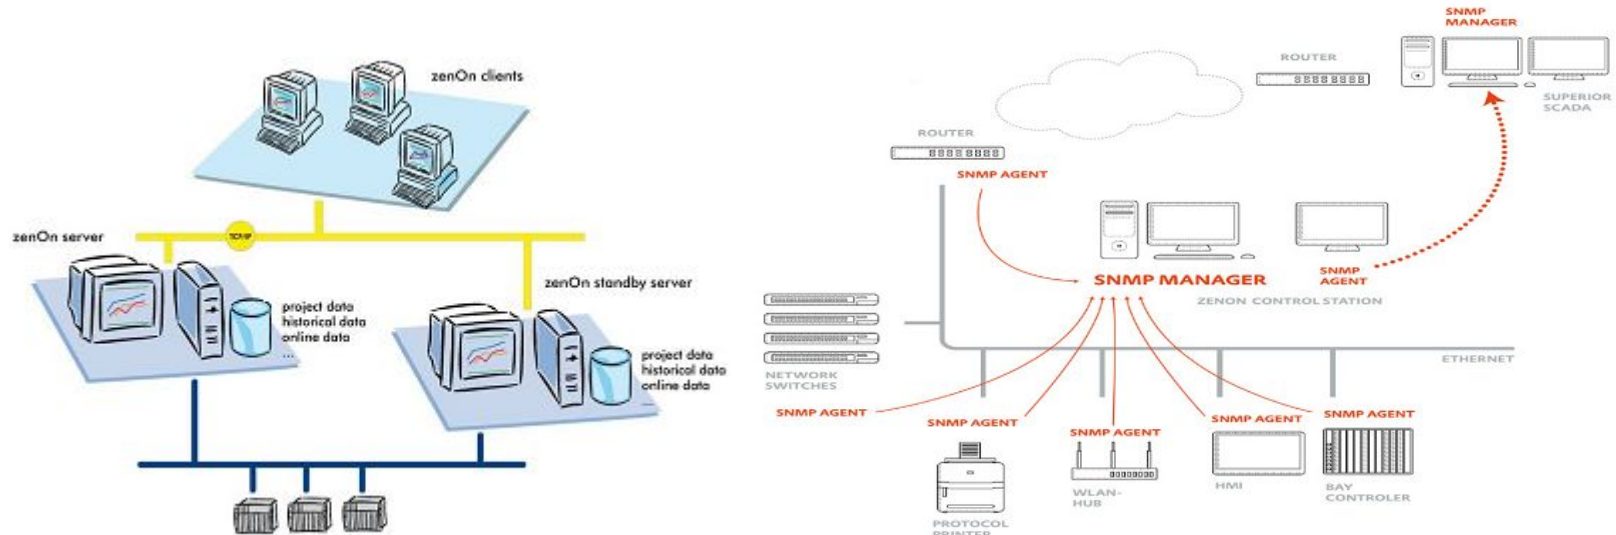 zenOn clients
TCP/IP
zenOn server
project data
historical data
online data
...
zenOn standby server
project data
historical data
online data
...
SNMP
MANAGER
ROUTER
SUPERIOR
SCADA
ROUTER
SNMP AGENT
SNMP MANAGER
SNMP
AGENT
ZENON CONTROL STATION
ETHERNET
NETWORK
SWITCHES
SNMP AGENT
SNMP AGENT
SNMP AGENT
SNMP AGENT
SNMP AGENT
PROTOCOL
PRINTER
WLAN-
HUB
HMI
BAY
CONTROLER